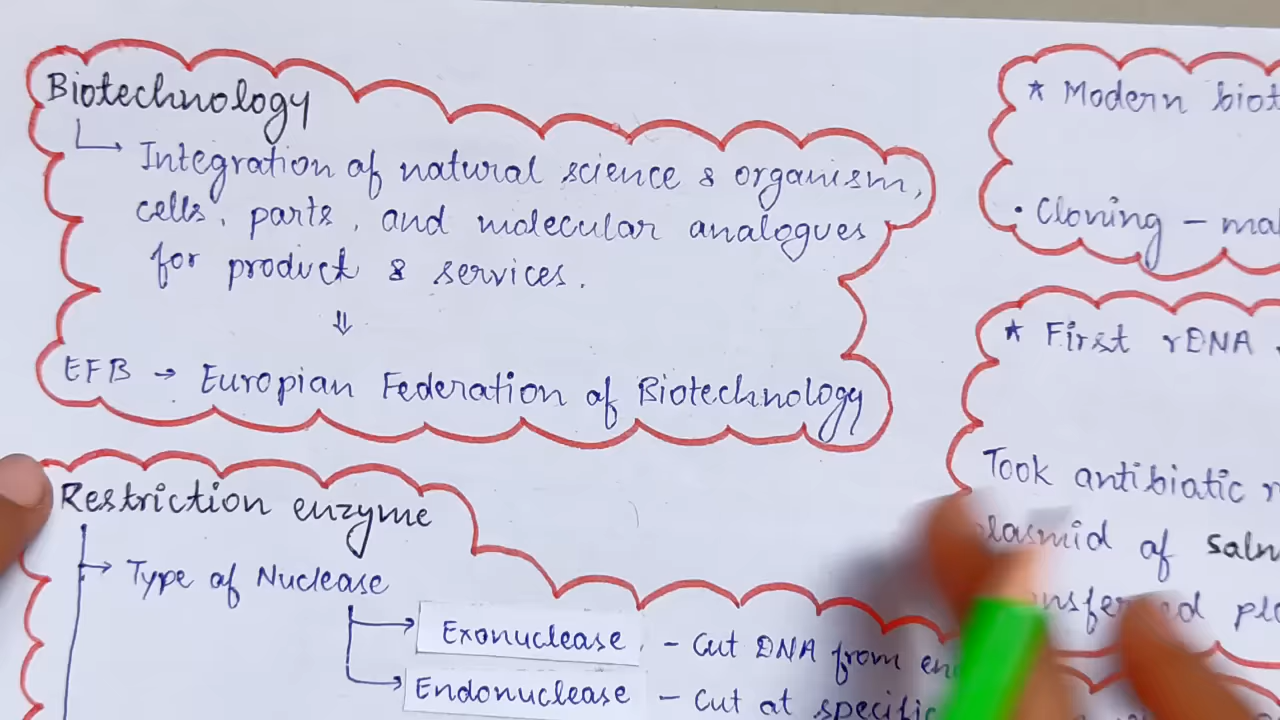 Biotechnology
Integration of natural science & organism,
cells, parts, and molecular analogues
for product & services.
⇓
EFB → Europian Federation of Biotechnology
Restriction enzyme
→ Type of Nuclease
Exonuclease - Cut DNA from
Endonuclease - Cut at specific
* Modern
• Cloning -
* First rDNA
Took antibiatic
plasmid of